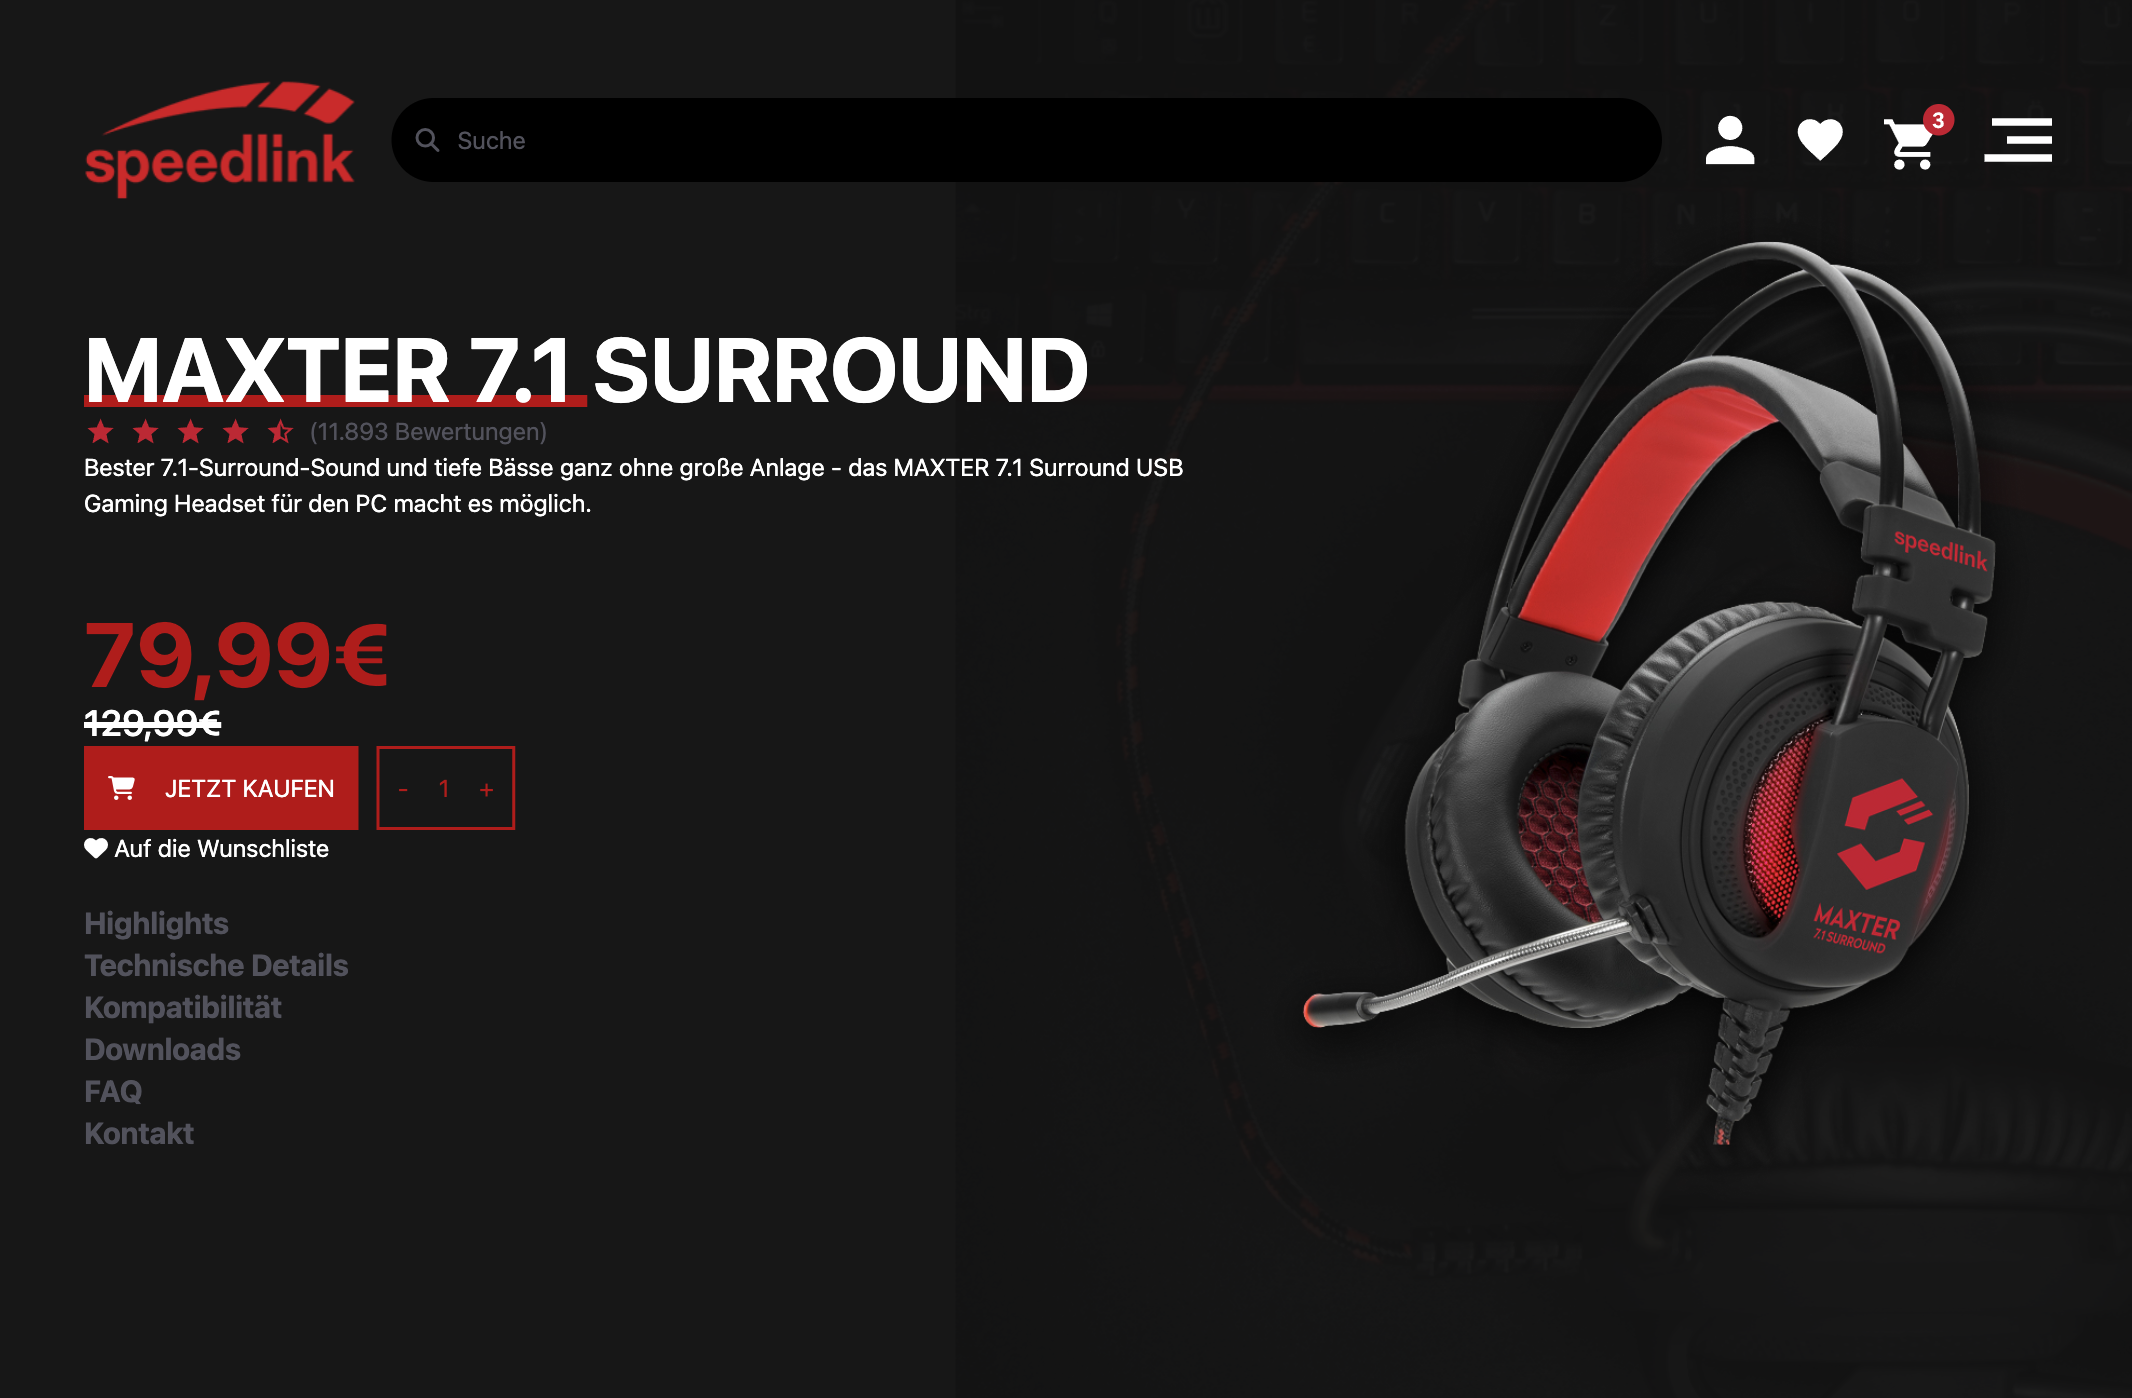 speedlink
Suche
3
MAXTER 7.1 SURROUND
(11.893 Bewertungen)
Bester 7.1-Surround-Sound und tiefe Bässe ganz ohne große Anlage - das MAXTER 7.1 Surround USB
Gaming Headset für den PC macht es möglich.
79,99€
129,99€
JETZT KAUFEN
- 1 +
Auf die Wunschliste
Highlights
Technische Details
Kompatibilität
Downloads
FAQ
Kontakt
speedlink
MAXTER
7.1 SURROUND